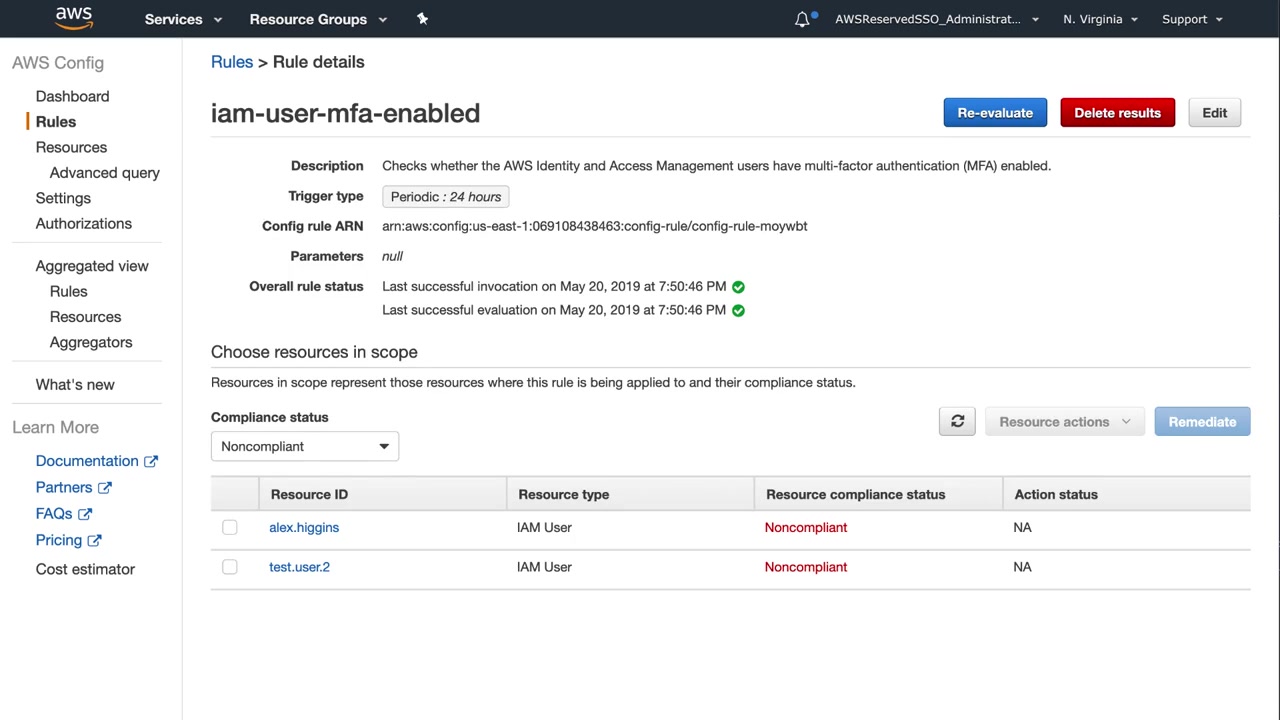 aws Services Resource Groups AWSReservedSSO_Administrat... N. Virginia Support
AWS Config
Dashboard
Rules
Resources
Advanced query
Settings
Authorizations
Aggregated view
Rules
Resources
Aggregators
What's new
Learn More
Documentation
Partners
FAQs
Pricing
Cost estimator
Rules > Rule details
iam-user-mfa-enabled
Re-evaluate Delete results Edit
Description Checks whether the AWS Identity and Access Management users have multi-factor authentication (MFA) enabled.
Trigger type Periodic : 24 hours
Config rule ARN arn:aws:config:us-east-1:069108438463:config-rule/config-rule-moywbt
Parameters null
Overall rule status Last successful invocation on May 20, 2019 at 7:50:46 PM
Last successful evaluation on May 20, 2019 at 7:50:46 PM
Choose resources in scope
Resources in scope represent those resources where this rule is being applied to and their compliance status.
Compliance status
Noncompliant
Resource actions Remediate
Resource ID Resource type Resource compliance status Action status
alex.higgins IAM User Noncompliant NA
test.user.2 IAM User Noncompliant NA